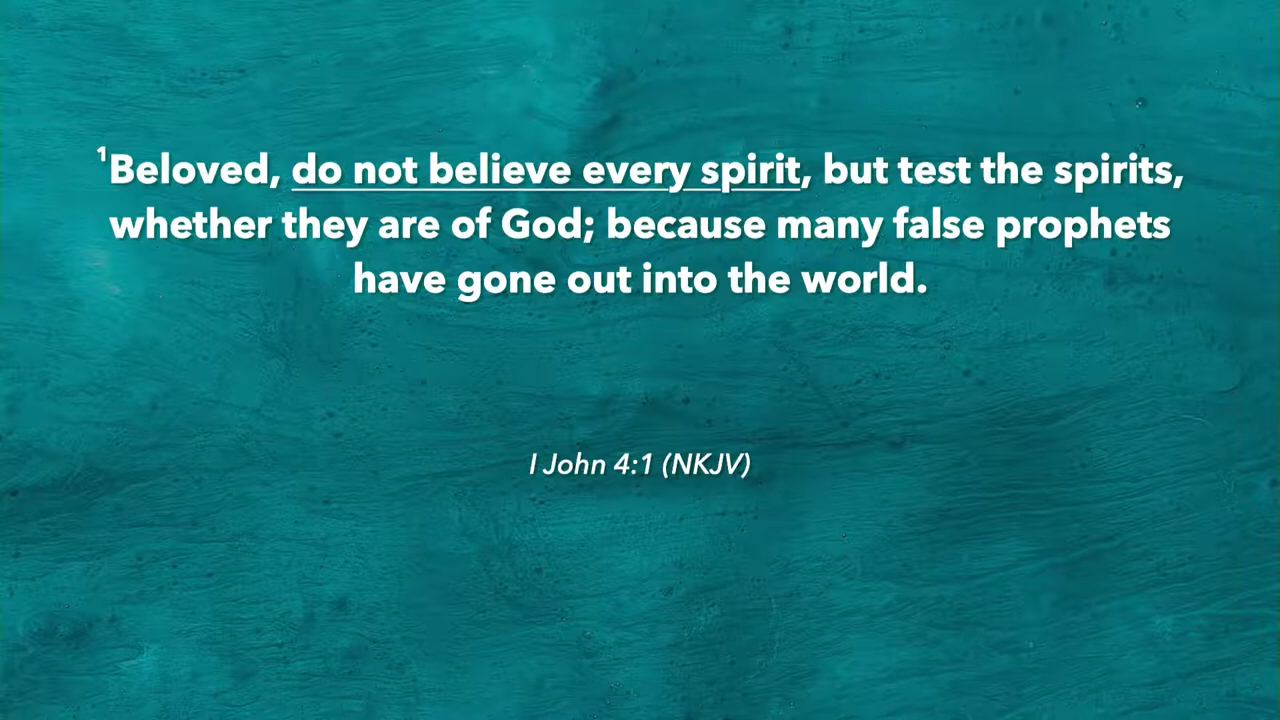 ¹Beloved, do not believe every spirit, but test the spirits,
whether they are of God; because many false prophets
have gone out into the world.
I John 4:1 (NKJV)